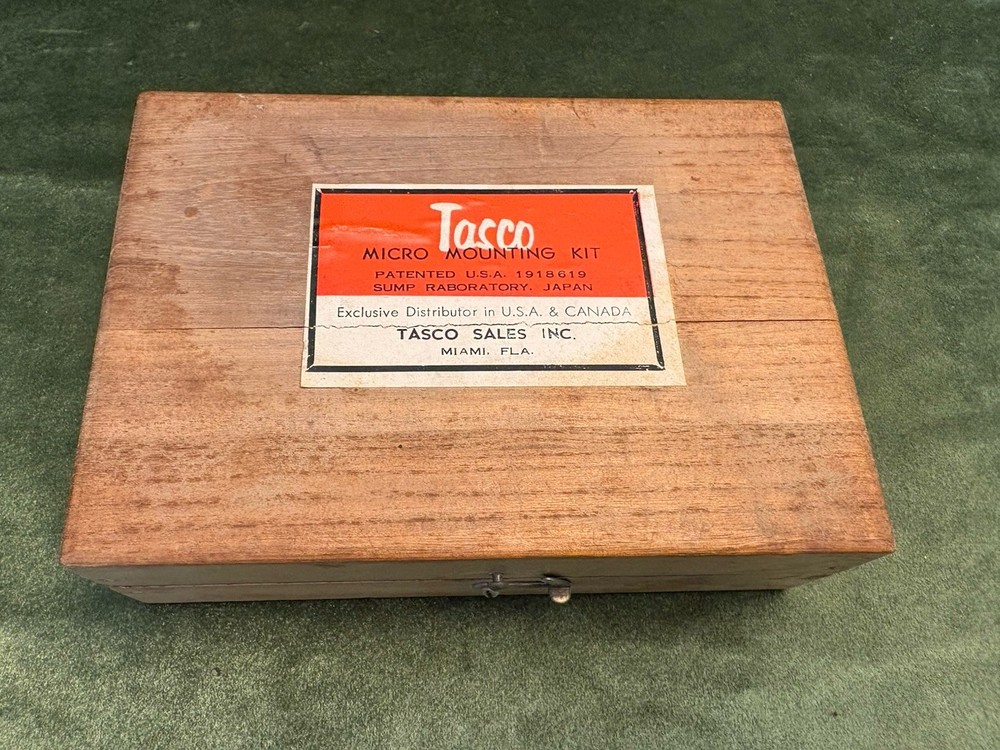 Tasco
MICRO MOUNTING KIT
PATENTED U.S.A. 1918619
SUMP RABORATORY. JAPAN
Exclusive Distributor in U.S.A. & CANADA
TASCO SALES INC.
MIAMI. FLA.